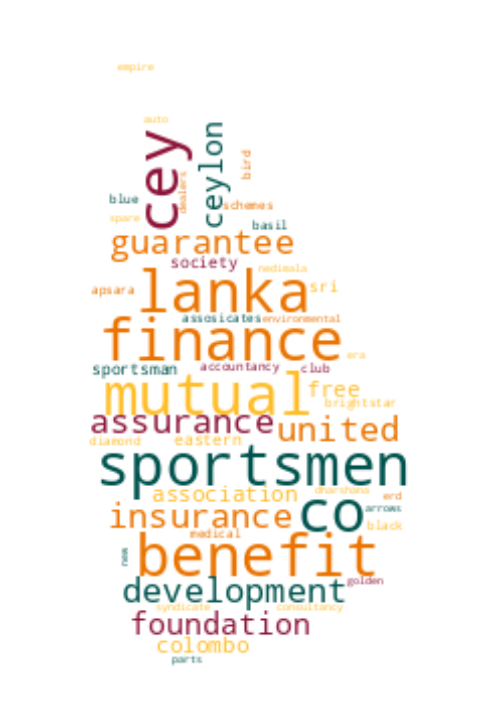 empire
auto
cey
ceylon
bird
dealers
blue
schemes
spare
basil
guarantee
society
nedimala
lanka
apsara
sri
assosicates
environmental
finance
era
sportsman
accountancy
club
mutual
free
brightstar
assurance
united
diamond
eastern
sportsmen
association
dharshana
erd
co
arrows
insurance
black
medical
new
benefit
golden
development
syndicate
consultancy
foundation
colombo
parts